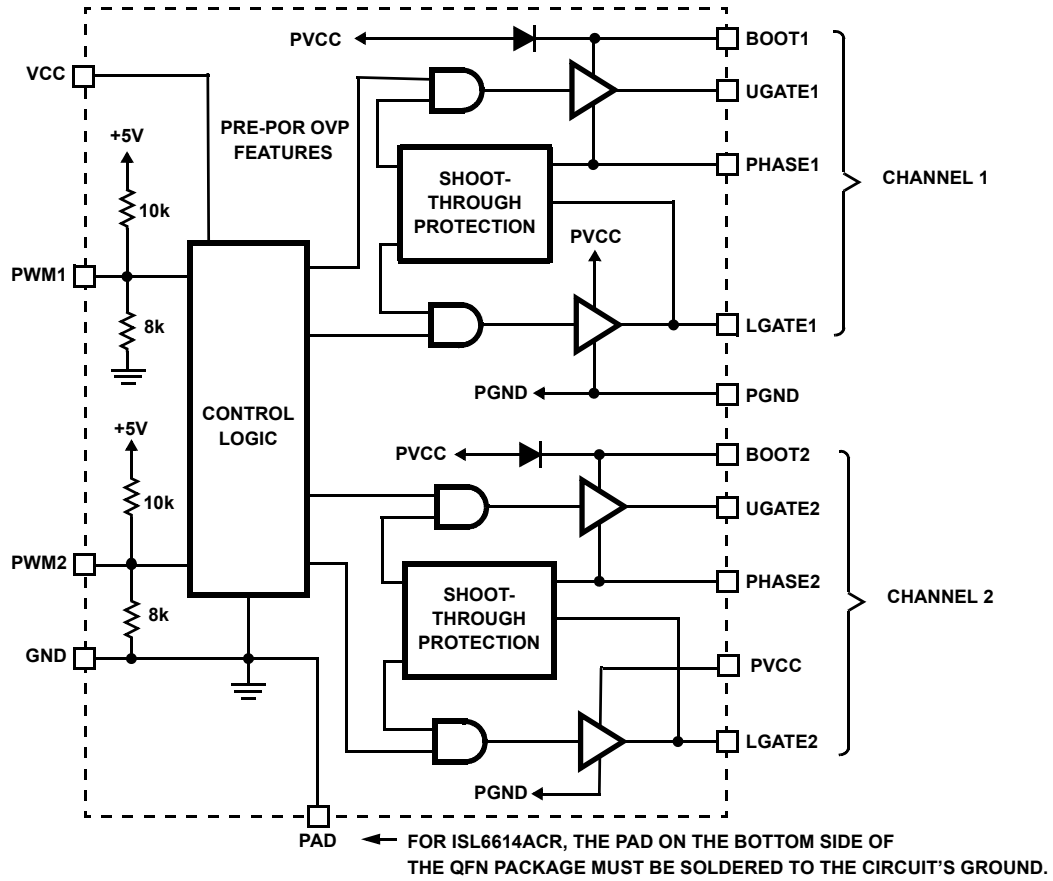 PVCC
BOOT1
VCC
UGATE1
+5V
PRE-POR OVP
FEATURES
PHASE1
SHOOT-
THROUGH
PROTECTION
CHANNEL 1
10k
PVCC
PWM1
8k
LGATE1
PGND
PGND
CONTROL
LOGIC
+5V
PVCC
BOOT2
10k
UGATE2
PWM2
PHASE2
SHOOT-
THROUGH
PROTECTION
CHANNEL 2
8k
GND
PVCC
LGATE2
PGND
PAD
FOR ISL6614ACR, THE PAD ON THE BOTTOM SIDE OF
THE QFN PACKAGE MUST BE SOLDERED TO THE CIRCUIT'S GROUND.